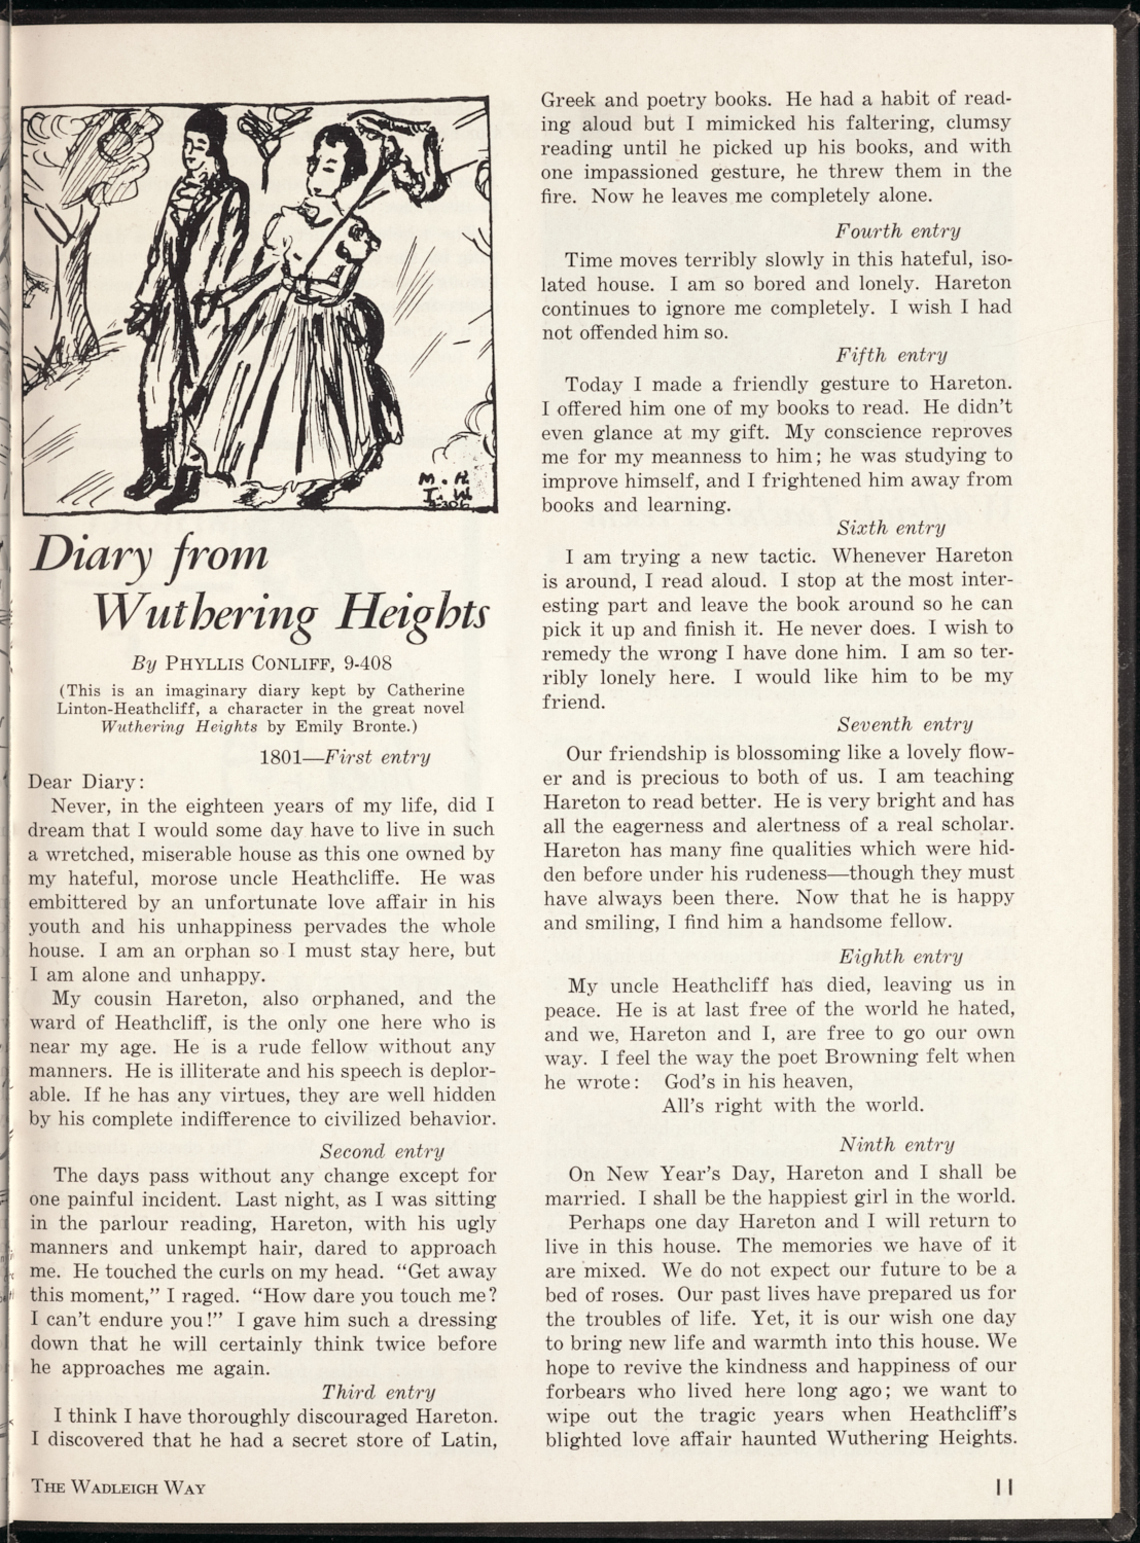 M. R.
I. W.
Diary from
Wuthering Heights
By PHYLLIS CONLIFF, 9-408
(This is an imaginary diary kept by Catherine
Linton-Heathcliff, a character in the great novel
Wuthering Heights by Emily Bronte.)
1801—First entry
Dear Diary:
Never, in the eighteen years of my life, did I
dream that I would some day have to live in such
a wretched, miserable house as this one owned by
my hateful, morose uncle Heathcliffe. He was
embittered by an unfortunate love affair in his
youth and his unhappiness pervades the whole
house. I am an orphan so I must stay here, but
I am alone and unhappy.
My cousin Hareton, also orphaned, and the
ward of Heathcliff, is the only one here who is
near my age. He is a rude fellow without any
manners. He is illiterate and his speech is deplor-
able. If he has any virtues, they are well hidden
by his complete indifference to civilized behavior.
Second entry
The days pass without any change except for
one painful incident. Last night, as I was sitting
in the parlour reading, Hareton, with his ugly
manners and unkempt hair, dared to approach
me. He touched the curls on my head. “Get away
this moment,” I raged. “How dare you touch me?
I can’t endure you!” I gave him such a dressing
down that he will certainly think twice before
he approaches me again.
Third entry
I think I have thoroughly discouraged Hareton.
I discovered that he had a secret store of Latin,
Greek and poetry books. He had a habit of read-
ing aloud but I mimicked his faltering, clumsy
reading until he picked up his books, and with
one impassioned gesture, he threw them in the
fire. Now he leaves me completely alone.
Fourth entry
Time moves terribly slowly in this hateful, iso-
lated house. I am so bored and lonely. Hareton
continues to ignore me completely. I wish I had
not offended him so.
Fifth entry
Today I made a friendly gesture to Hareton.
I offered him one of my books to read. He didn’t
even glance at my gift. My conscience reproves
me for my meanness to him; he was studying to
improve himself, and I frightened him away from
books and learning.
Sixth entry
I am trying a new tactic. Whenever Hareton
is around, I read aloud. I stop at the most inter-
esting part and leave the book around so he can
pick it up and finish it. He never does. I wish to
remedy the wrong I have done him. I am so ter-
ribly lonely here. I would like him to be my
friend.
Seventh entry
Our friendship is blossoming like a lovely flow-
er and is precious to both of us. I am teaching
Hareton to read better. He is very bright and has
all the eagerness and alertness of a real scholar.
Hareton has many fine qualities which were hid-
den before under his rudeness—though they must
have always been there. Now that he is happy
and smiling, I find him a handsome fellow.
Eighth entry
My uncle Heathcliff has died, leaving us in
peace. He is at last free of the world he hated,
and we, Hareton and I, are free to go our own
way. I feel the way the poet Browning felt when
he wrote: God’s in his heaven,
All’s right with the world.
Ninth entry
On New Year’s Day, Hareton and I shall be
married. I shall be the happiest girl in the world.
Perhaps one day Hareton and I will return to
live in this house. The memories we have of it
are mixed. We do not expect our future to be a
bed of roses. Our past lives have prepared us for
the troubles of life. Yet, it is our wish one day
to bring new life and warmth into this house. We
hope to revive the kindness and happiness of our
forbears who lived here long ago; we want to
wipe out the tragic years when Heathcliff’s
blighted love affair haunted Wuthering Heights.
THE WADLEIGH WAY
11